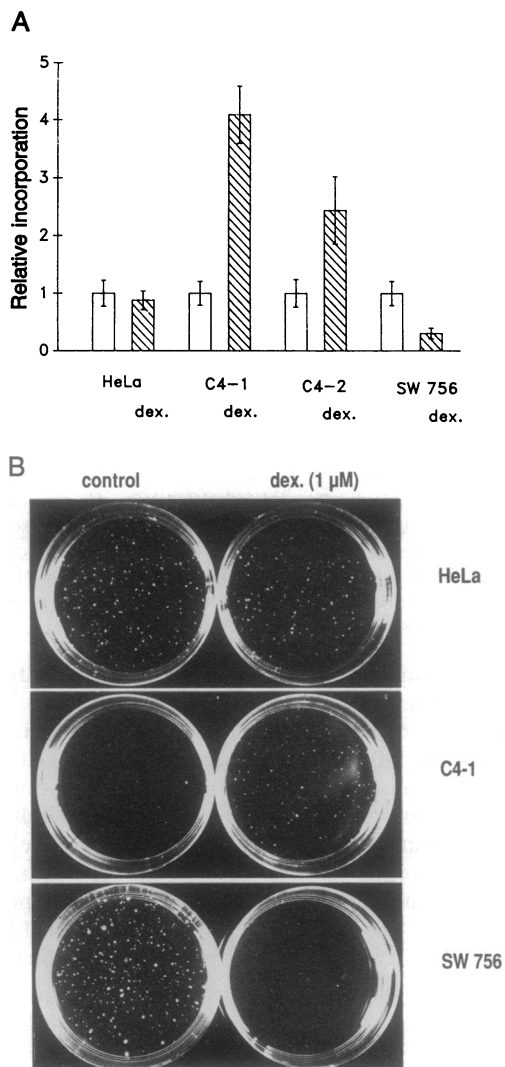 A
Relative incorporation
5
4
3
2
1
0
HeLa C4-1 C4-2 SW 756
dex. dex. dex. dex.
B
control dex. (1 µM)
HeLa
C4-1
SW 756